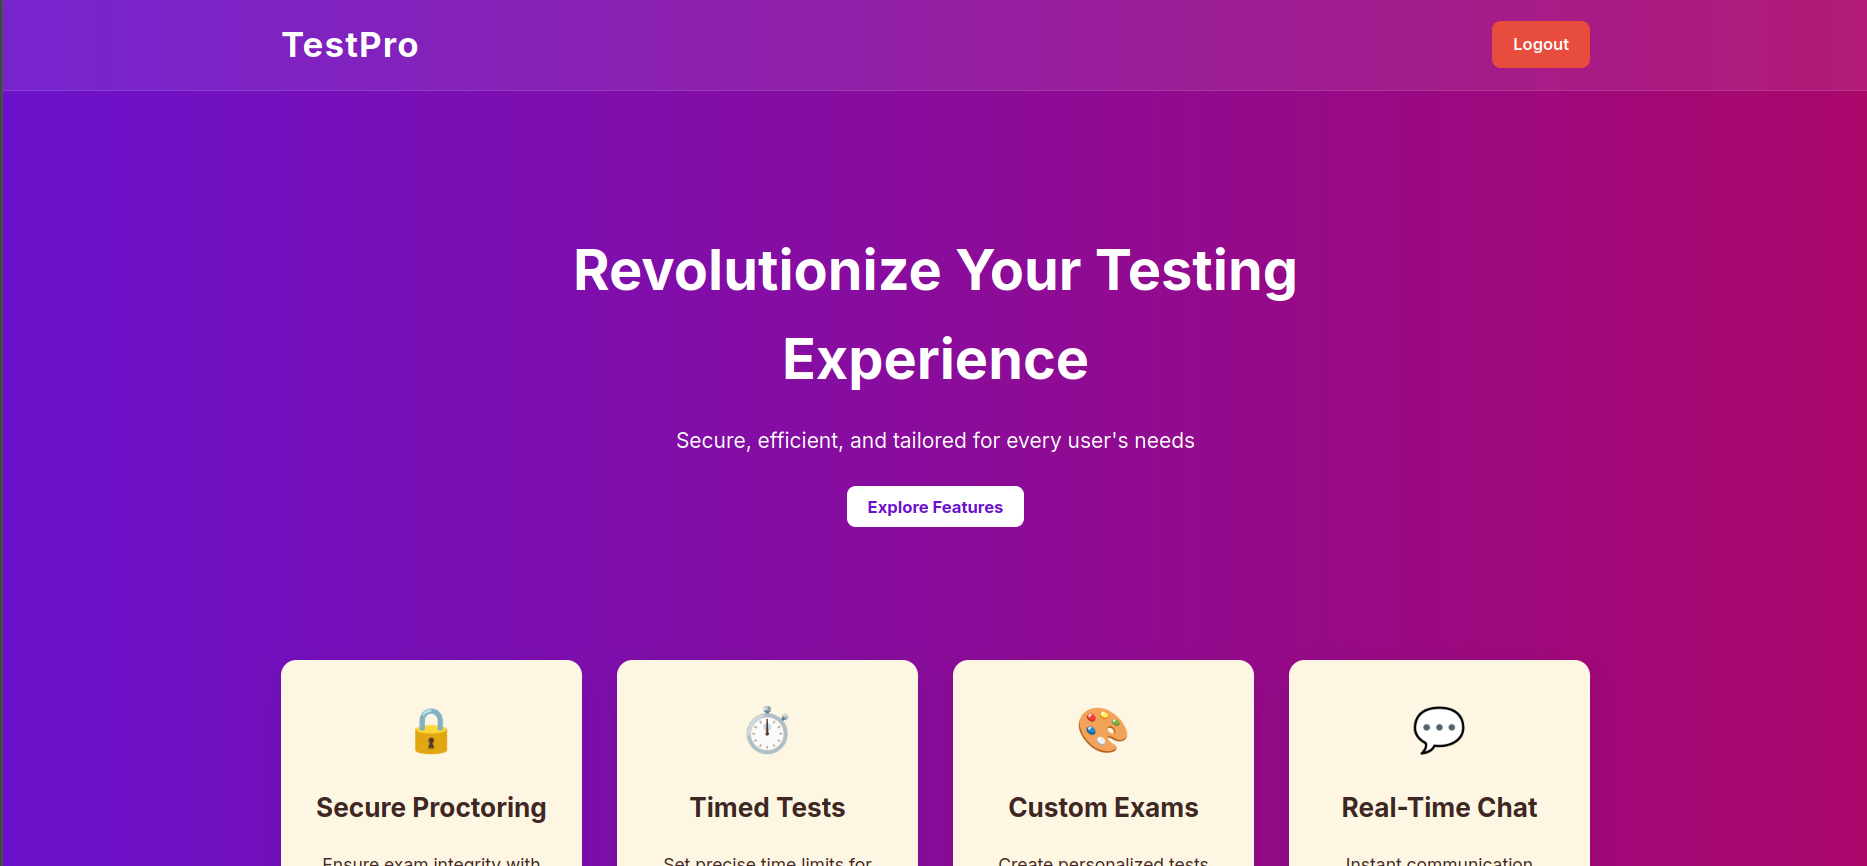 TestPro
Logout
Revolutionize Your Testing
Experience
Secure, efficient, and tailored for every user's needs
Explore Features
Secure Proctoring
Timed Tests
Custom Exams
Real-Time Chat
Ensure exam integrity with
Set precise time limits for
Create personalized tests
Instant communication